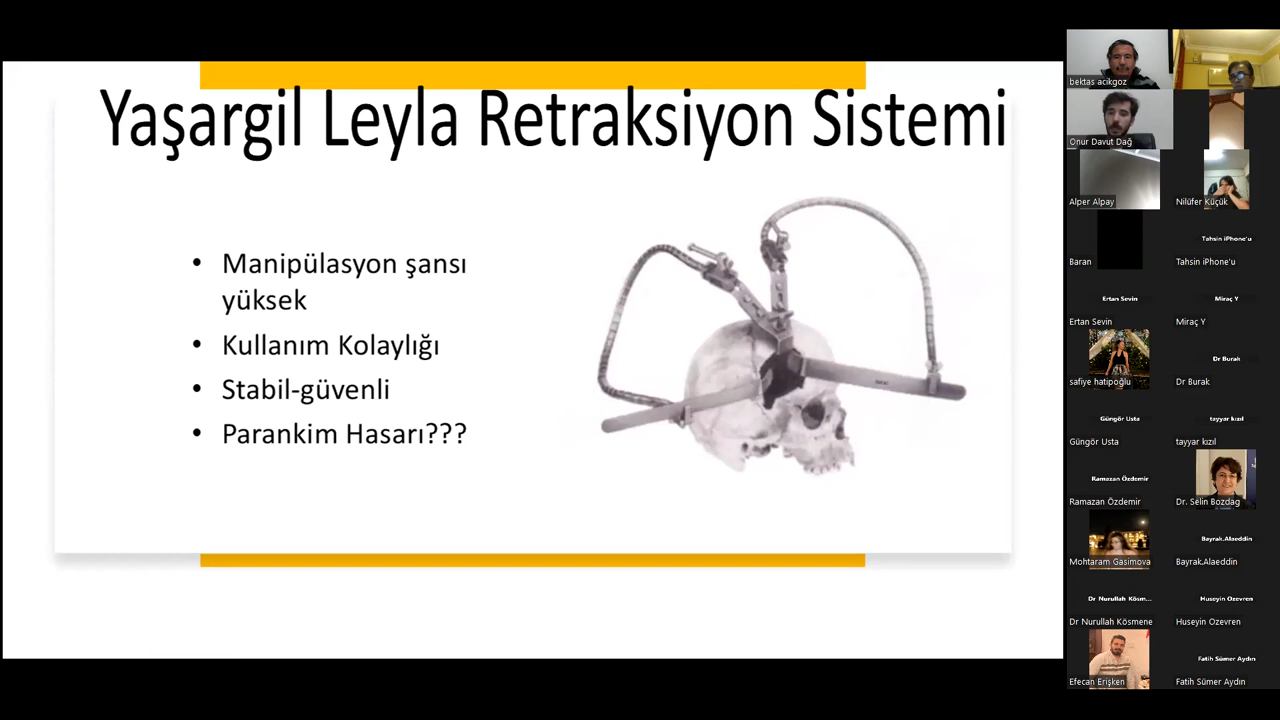 Yaşargil Leyla Retraksiyon Sistemi
• Manipülasyon şansı
yüksek
• Kullanım Kolaylığı
• Stabil-güvenli
• Parankim Hasarı???
bektas acikgoz
Onur Davut Dağ
Alper Alpay
Nilüfer Küçük
Baran
Tahsin iPhone'u
Tahsin iPhone'u
Ertan Sevin
Miraç Y
Ertan Sevin
Miraç Y
Dr Burak
safiye hatipoğlu
Dr Burak
Güngör Usta
tayyar kızıl
Güngör Usta
tayyar kızıl
Ramazan Özdemir
Ramazan Özdemir
Dr. Selin Bozdag
Bayrak.Alaeddin
Mohtaram Gasimova
Bayrak.Alaeddin
Dr Nurullah Kösm...
Huseyin Ozevren
Dr Nurullah Kösmene
Huseyin Ozevren
Fatih Sümer Aydın
Efecan Erişken
Fatih Sümer Aydın